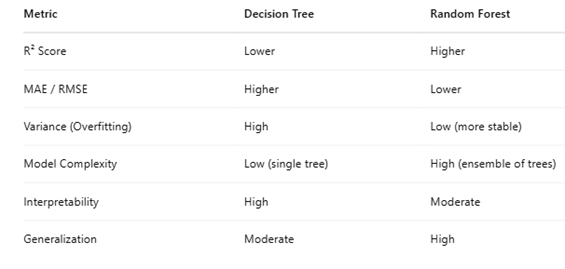 Metric Decision Tree Random Forest
R² Score Lower Higher
MAE / RMSE Higher Lower
Variance (Overfitting) High Low (more stable)
Model Complexity Low (single tree) High (ensemble of trees)
Interpretability High Moderate
Generalization Moderate High